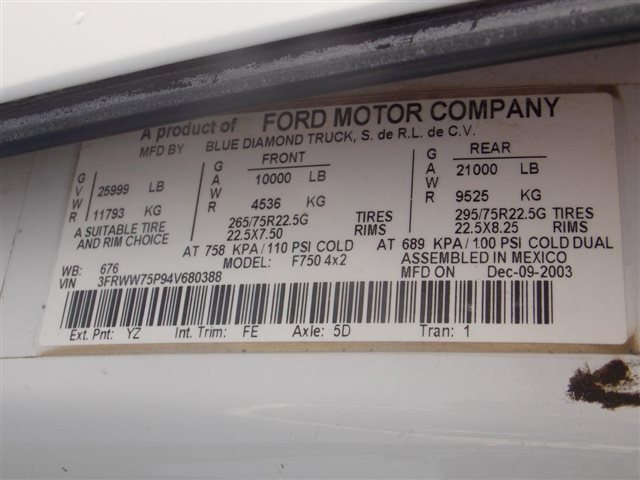 A product of FORD MOTOR COMPANY
MFD BY BLUE DIAMOND TRUCK, S. de R.L. de C.V.
GVWR 25999 LB
11793 KG
A SUITABLE TIRE
AND RIM CHOICE
FRONT
GAWR 10000 LB
4536 KG
265/75R22.5G TIRES
22.5X7.50 RIMS
AT 758 KPA/110 PSI COLD
REAR
GAWR 21000 LB
9525 KG
295/75R22.5G TIRES
22.5X8.25 RIMS
AT 689 KPA/100 PSI COLD DUAL
WB: 676 MODEL: F750 4x2 ASSEMBLED IN MEXICO
VIN 3FRWW75P94V680388 MFD ON Dec-09-2003
Ext. Pnt: YZ Int. Trim: FE Axle: 5D Tran: 1